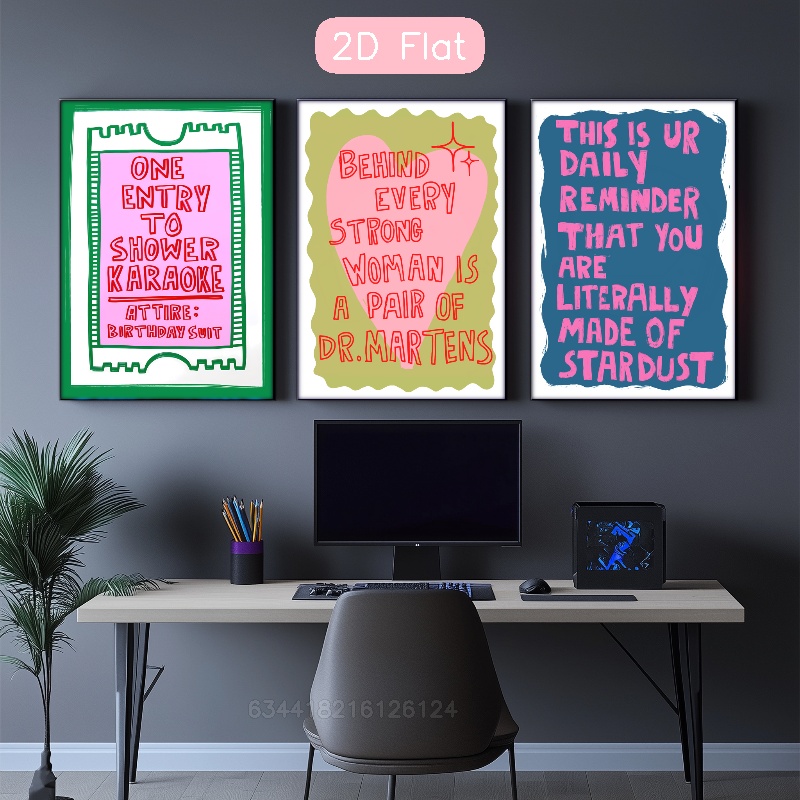 2D Flat
ONE
ENTRY
TO
SHOWER
KARAOKE
ATTIRE:
BIRTHDAY SUIT
BEHIND
EVERY
STRONG
WOMAN IS
A PAIR OF
DR. MARTENS
THIS IS UR
DAILY
REMINDER
THAT YOU
ARE
LITERALLY
MADE OF
STARDUST
634418216126124